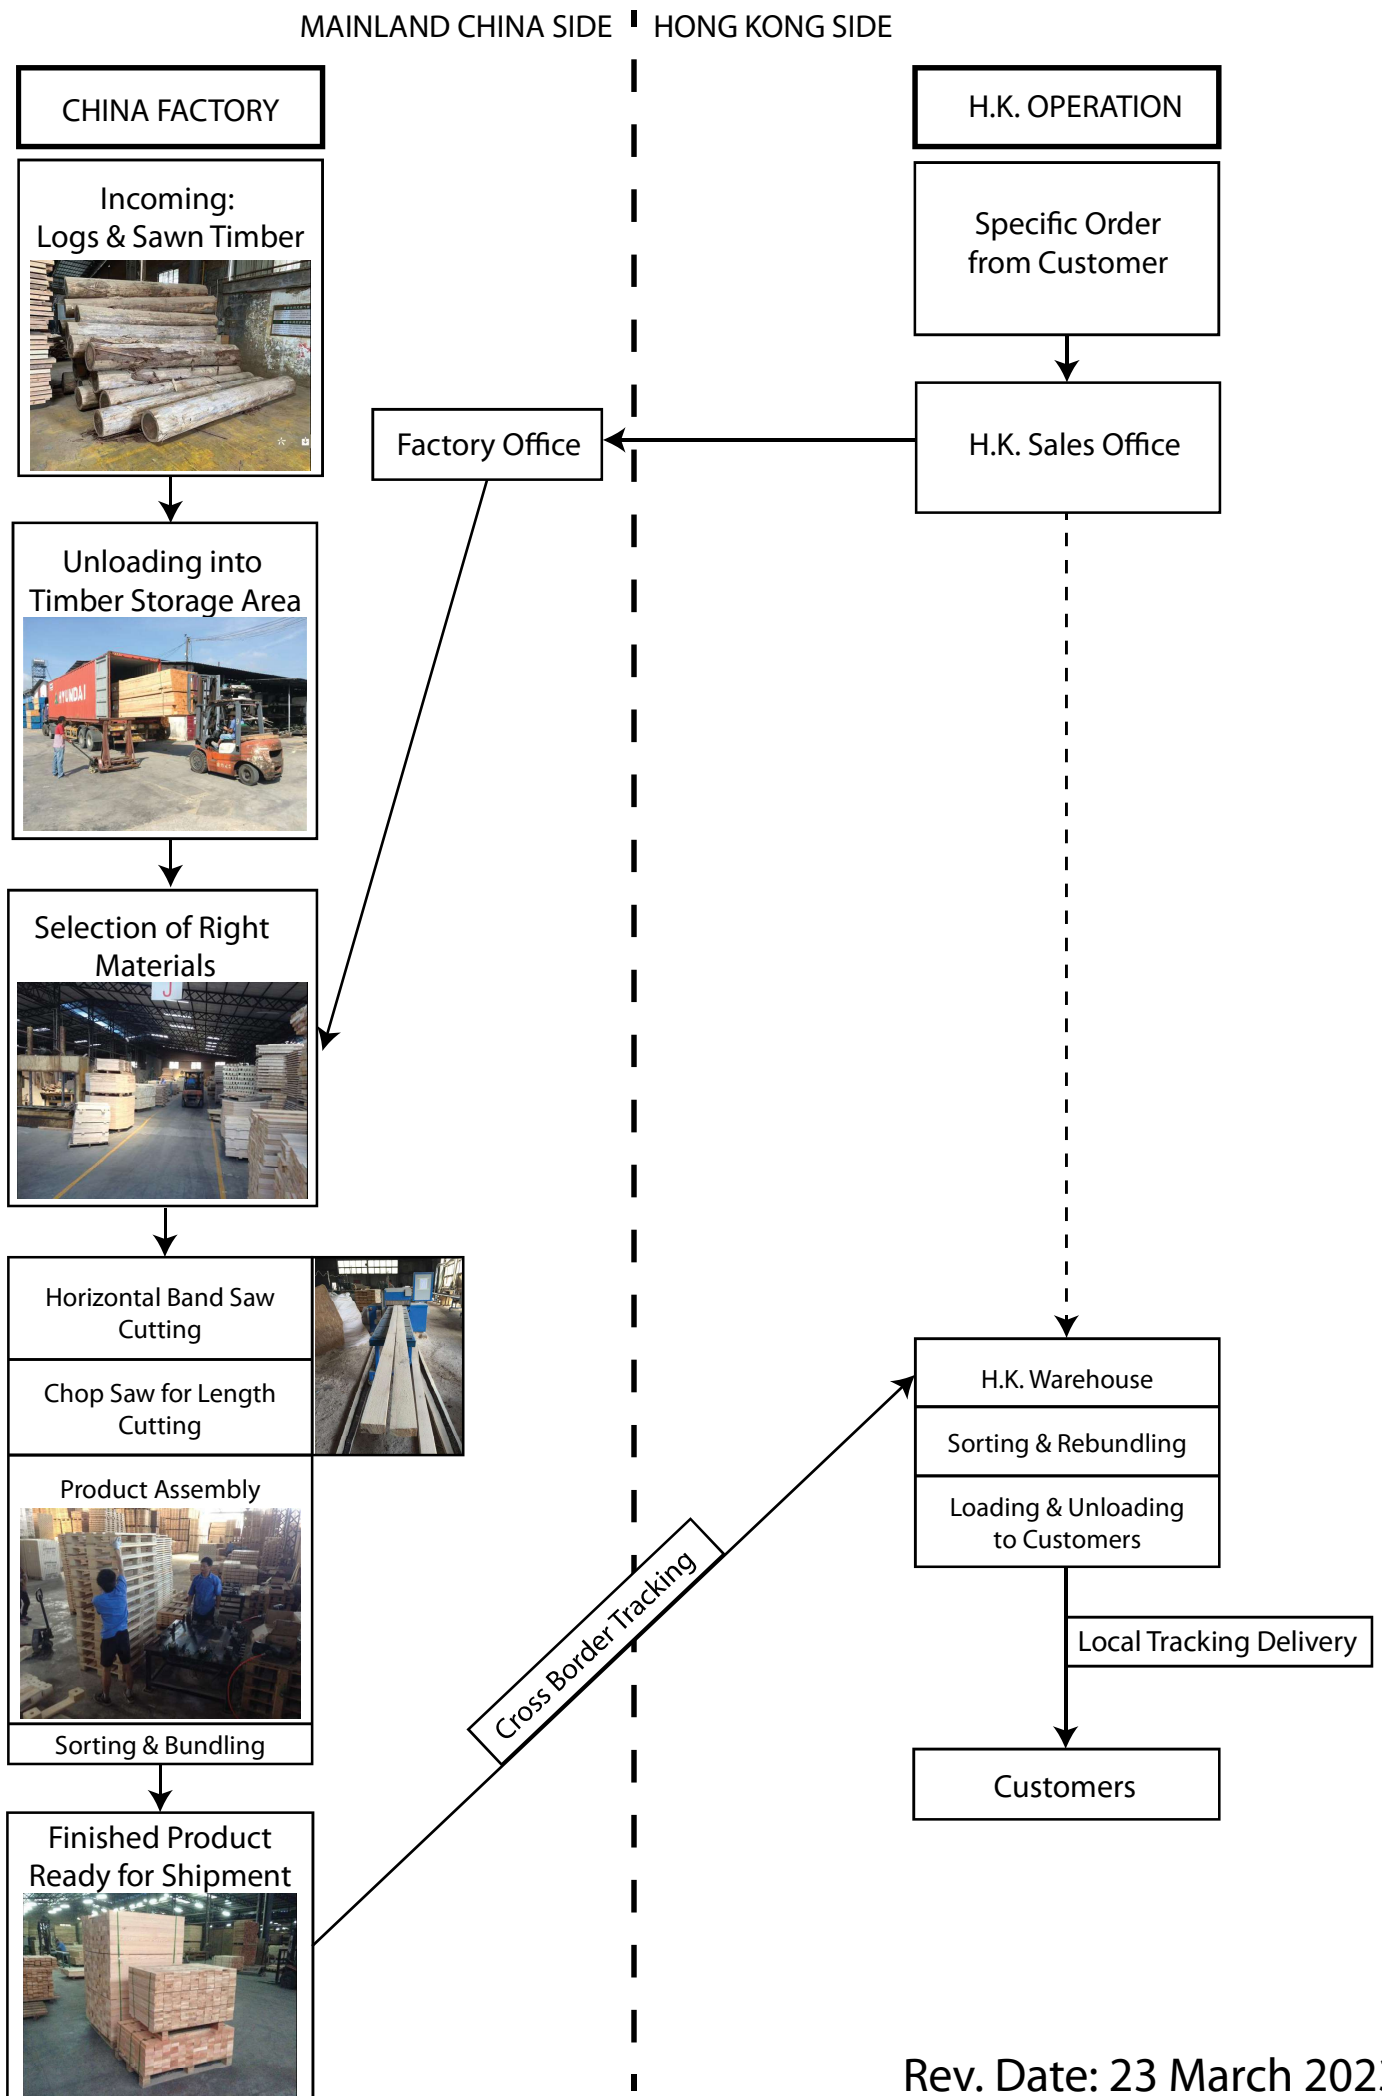 MAINLAND CHINA SIDE
HONG KONG SIDE
CHINA FACTORY
H.K. OPERATION
Incoming:
Logs & Sawn Timber
Specific Order
from Customer
Factory Office
H.K. Sales Office
Unloading into
Timber Storage Area
HYUNDAI
Selection of Right
Materials
J
Horizontal Band Saw
Cutting
Chop Saw for Length
Cutting
Product Assembly
Sorting & Bundling
Finished Product
Ready for Shipment
Cross Border Tracking
H.K. Warehouse
Sorting & Rebundling
Loading & Unloading
to Customers
Local Tracking Delivery
Customers
Rev. Date: 23 March